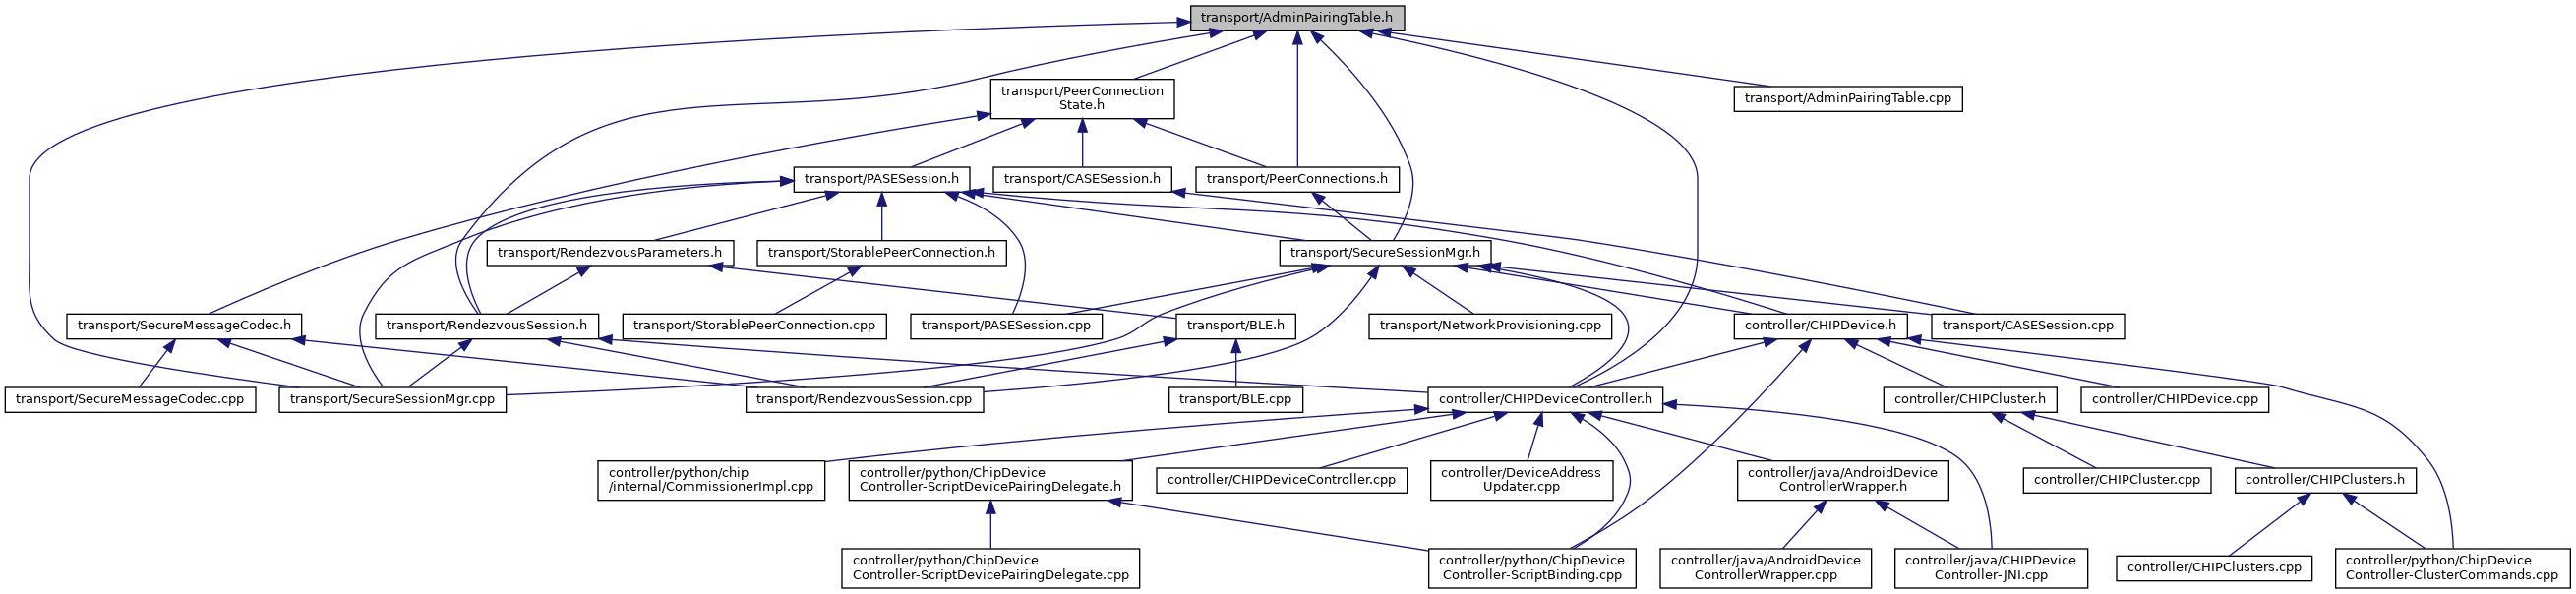 transport/AdminPairingTable.h
transport/PeerConnection
State.h
transport/AdminPairingTable.cpp
transport/PASESession.h
transport/CASESession.h
transport/PeerConnections.h
transport/RendezvousParameters.h
transport/StorablePeerConnection.h
transport/SecureSessionMgr.h
transport/SecureMessageCodec.h
transport/RendezvousSession.h
transport/StorablePeerConnection.cpp
transport/PASESession.cpp
transport/BLE.h
transport/NetworkProvisioning.cpp
controller/CHIPDevice.h
transport/CASESession.cpp
transport/SecureMessageCodec.cpp
transport/SecureSessionMgr.cpp
transport/RendezvousSession.cpp
transport/BLE.cpp
controller/CHIPDeviceController.h
controller/CHIPCluster.h
controller/CHIPDevice.cpp
controller/python/chip
/internal/CommissionerImpl.cpp
controller/python/ChipDevice
Controller-ScriptDevicePairingDelegate.h
controller/CHIPDeviceController.cpp
controller/DeviceAddress
Updater.cpp
controller/java/AndroidDevice
ControllerWrapper.h
controller/CHIPCluster.cpp
controller/CHIPClusters.h
controller/python/ChipDevice
Controller-ScriptDevicePairingDelegate.cpp
controller/python/ChipDevice
Controller-ScriptBinding.cpp
controller/java/AndroidDevice
ControllerWrapper.cpp
controller/java/CHIPDevice
Controller-JNI.cpp
controller/CHIPClusters.cpp
controller/python/ChipDevice
Controller-ClusterCommands.cpp